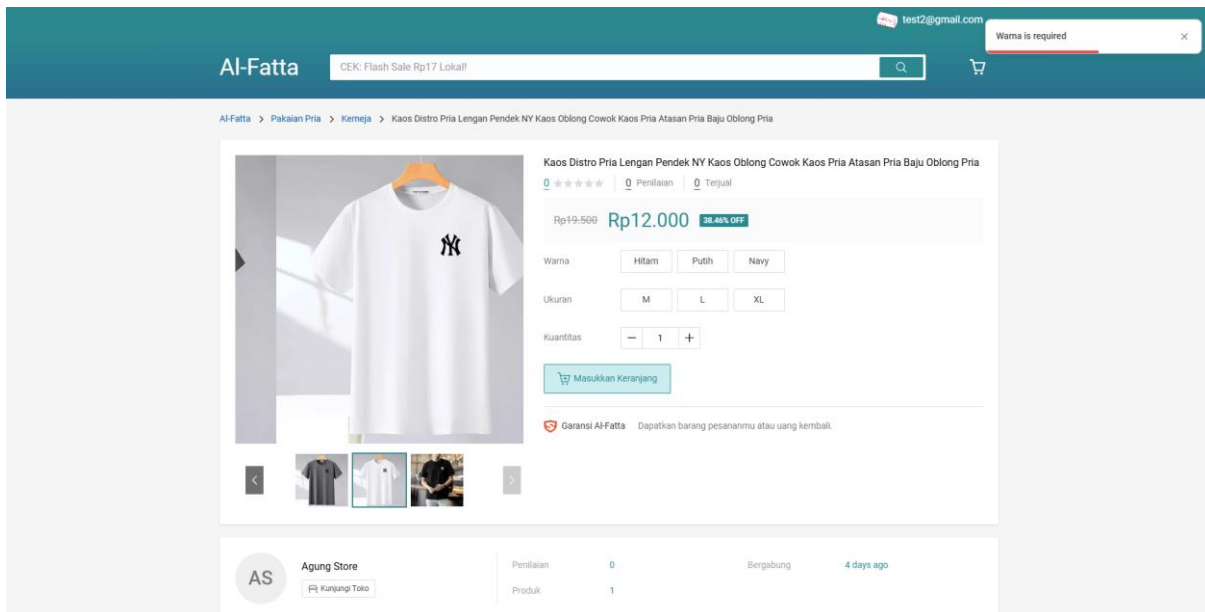 test2@gmail.com
Warna is required
Al-Fatta
CEK: Flash Sale Rp17 Lokal!
Al-Fatta > Pakaian Pria > Kemeja > Kaos Distro Pria Lengan Pendek NY Kaos Oblong Cowok Kaos Pria Atasan Pria Baju Oblong Pria
Kaos Distro Pria Lengan Pendek NY Kaos Oblong Cowok Kaos Pria Atasan Pria Baju Oblong Pria
0 0 Penilaian 0 Terjual
Rp19.500 Rp12.000 38.46% OFF
NY
Warna Hitam Putih Navy
Ukuran M L XL
Kuantitas 1
Masukkan Keranjang
Garansi Al-Fatta Dapatkan barang pesananmu atau uang kembali.
AS
Agung Store
Kunjungi Toko
Penilaian 0 Bergabung 4 days ago
Produk 1